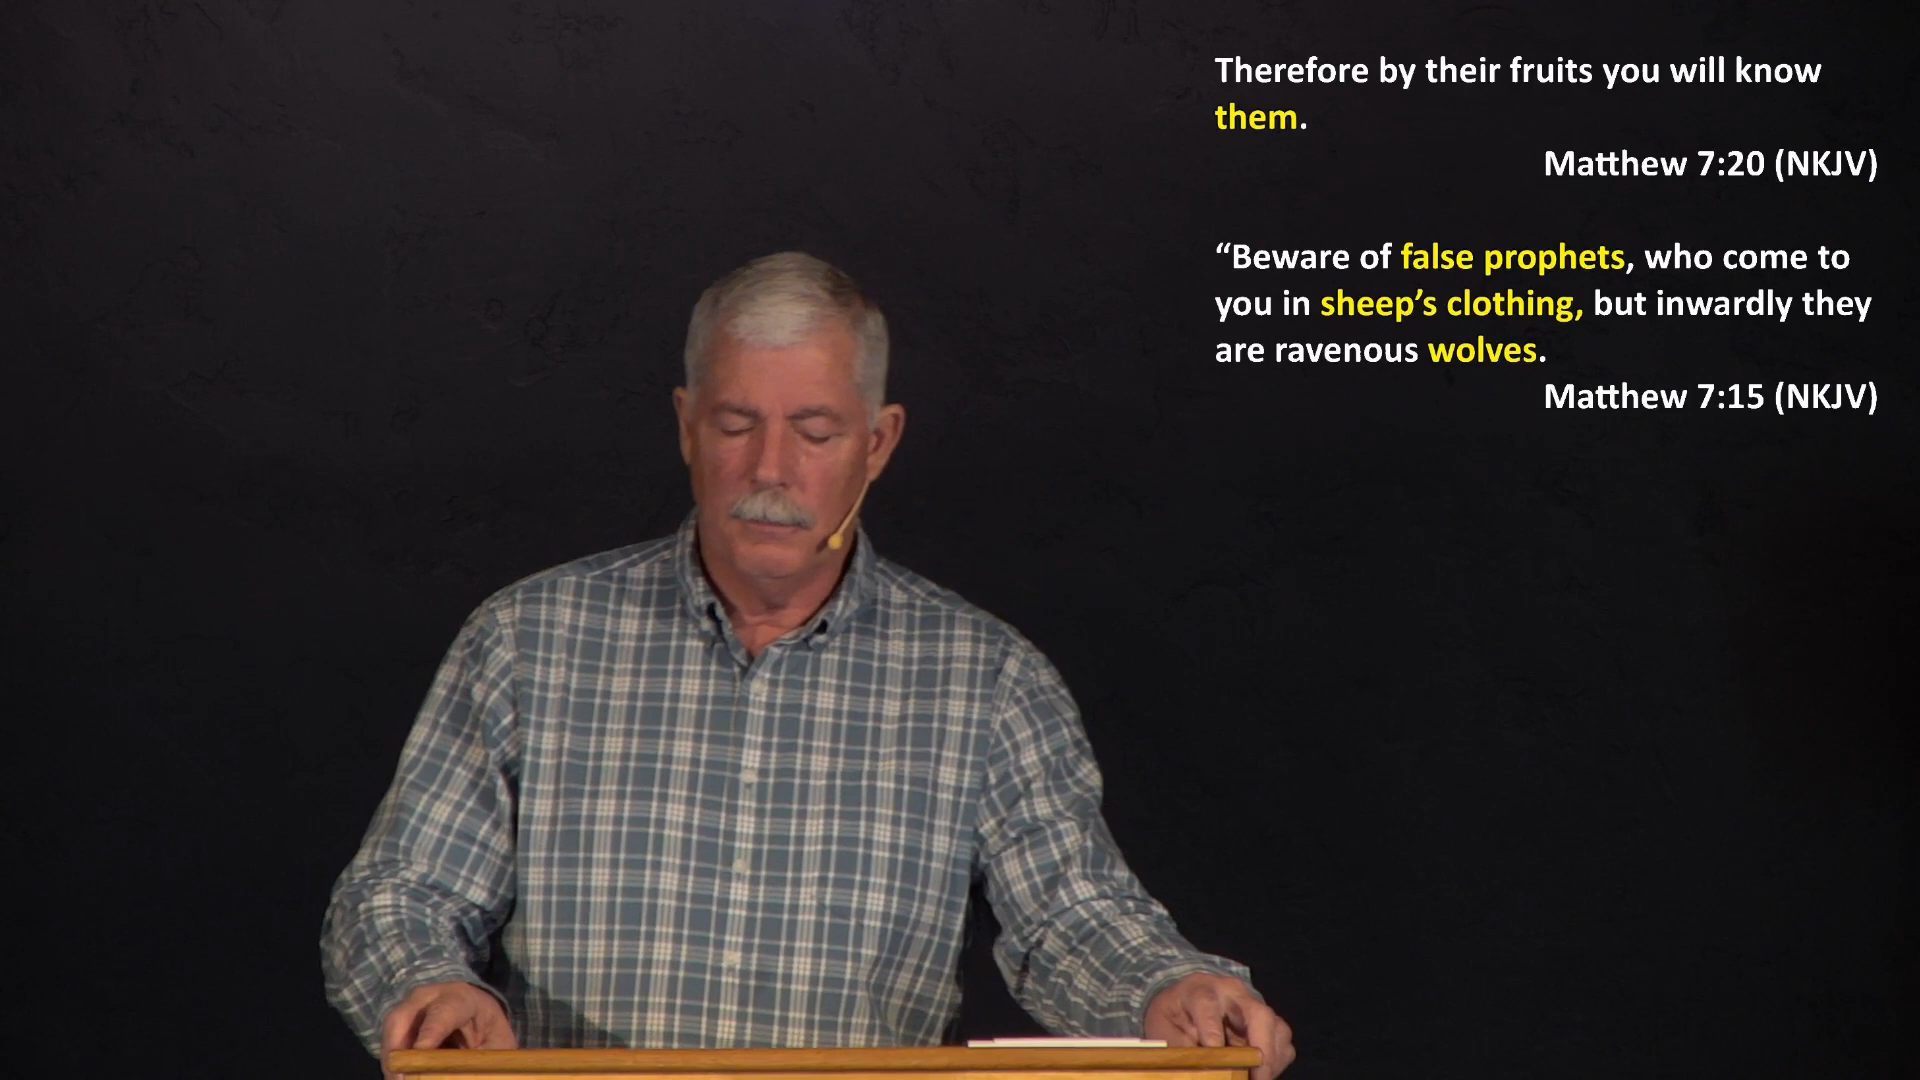 Therefore by their fruits you will know
them.
Matthew 7:20 (NKJV)
“Beware of false prophets, who come to
you in sheep’s clothing, but inwardly they
are ravenous wolves.
Matthew 7:15 (NKJV)